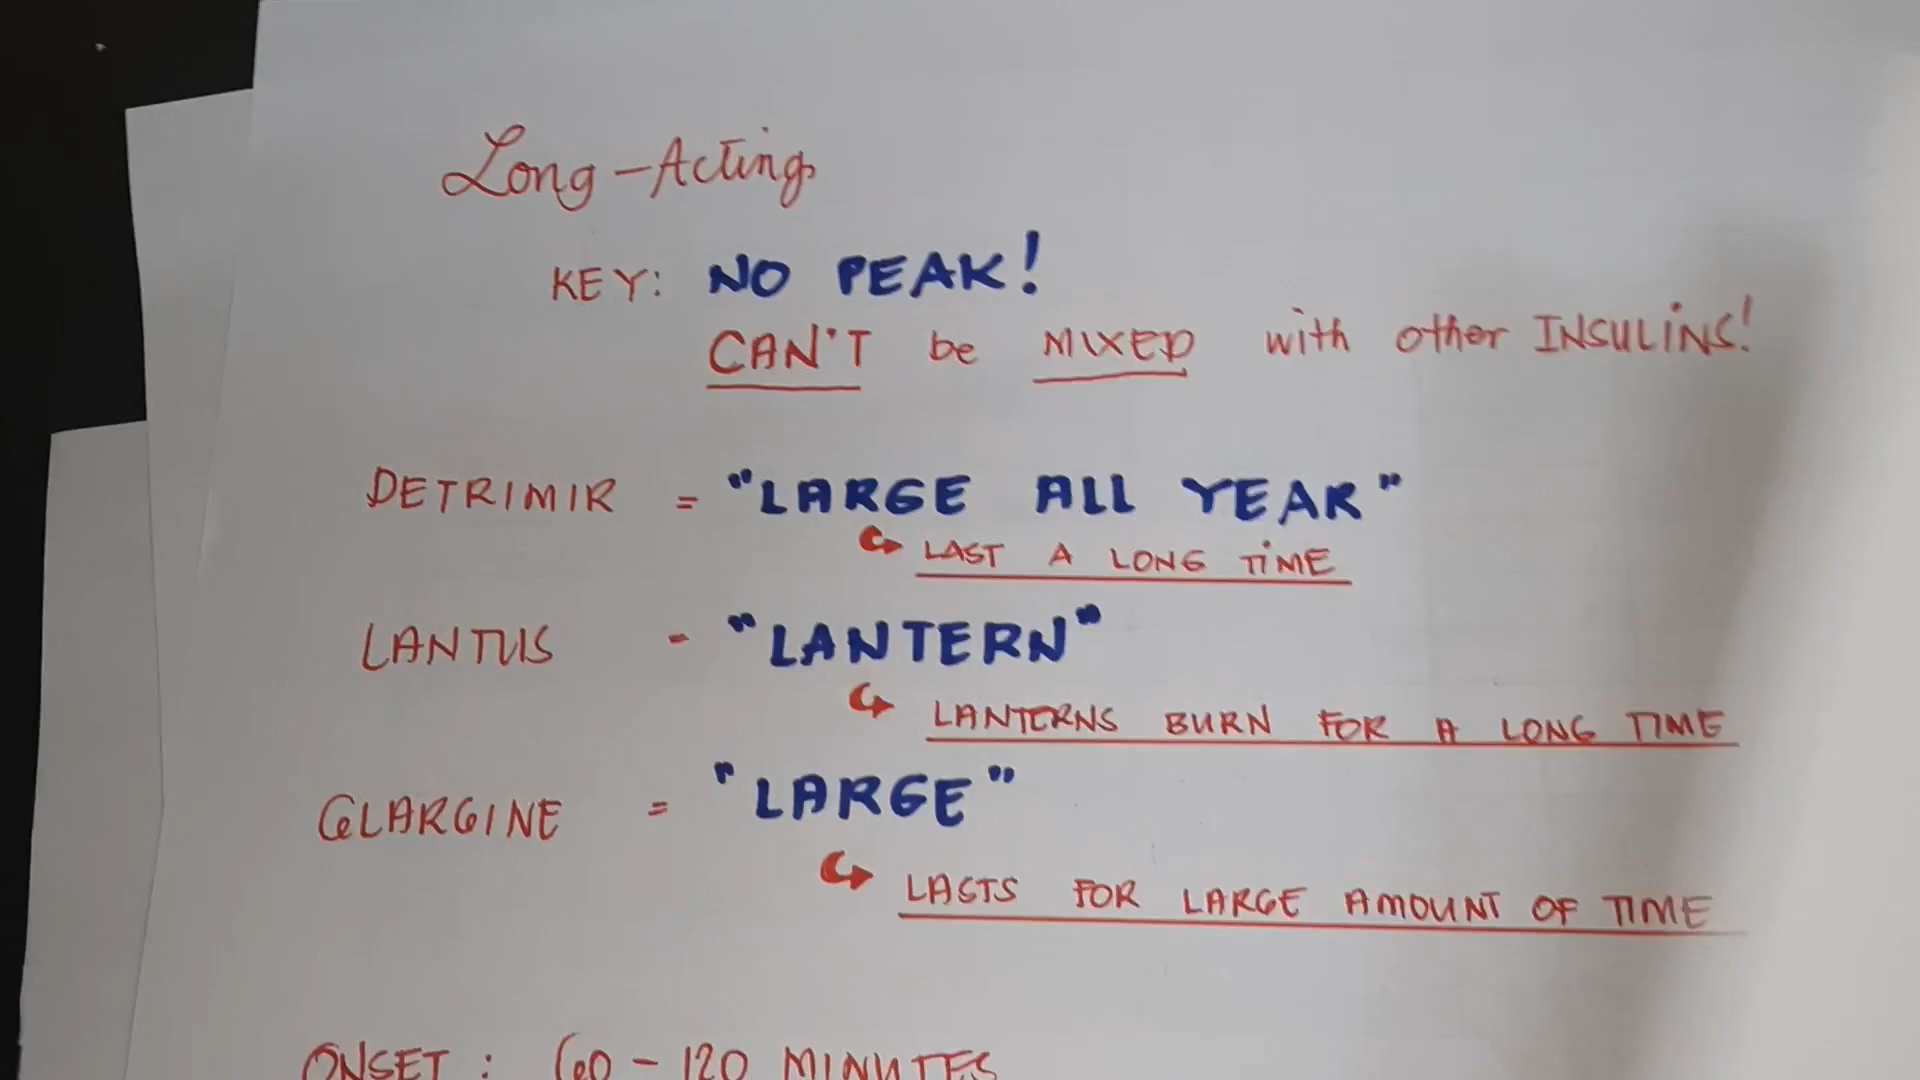 Long-Acting
KEY: NO PEAK!
CAN'T be MIXED with other INSULINS!
DETRIMIR = "LARGE ALL YEAR"
LAST A LONG TIME
LANTUS - "LANTERN"
LANTERNS BURN FOR A LONG TIME
GLARGINE = "LARGE"
LASTS FOR LARGE AMOUNT OF TIME
ONSET: 60-120 MINUTES